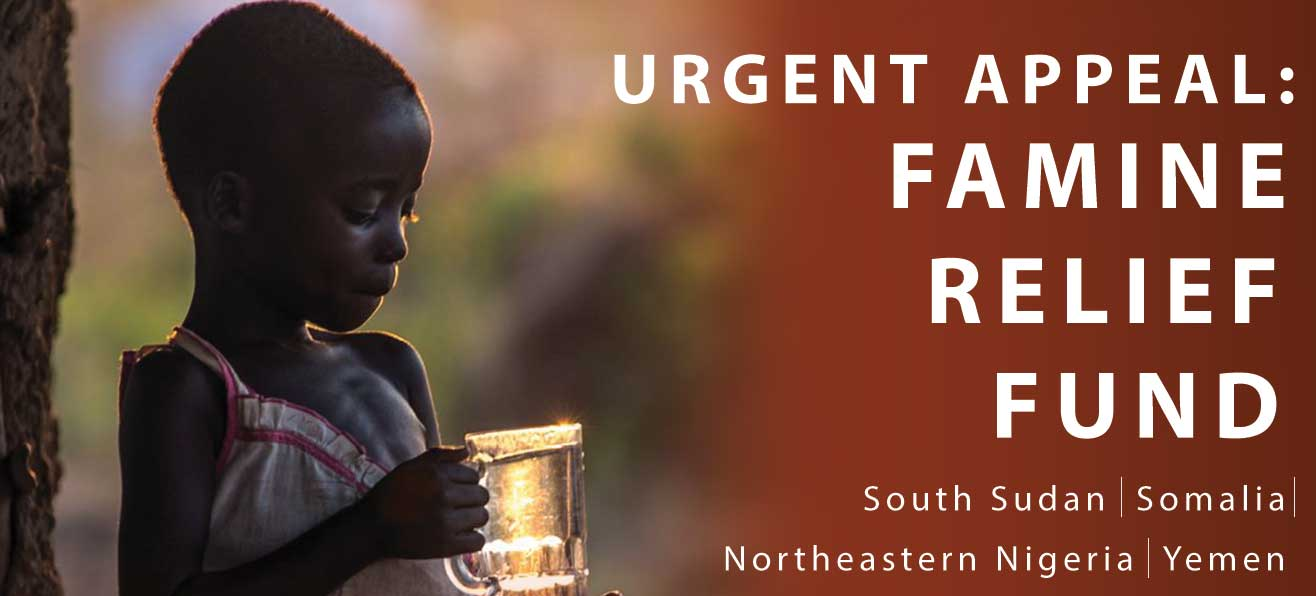 URGENT APPEAL:
FAMINE
RELIEF
FUND
South Sudan | Somalia |
Northeastern Nigeria | Yemen